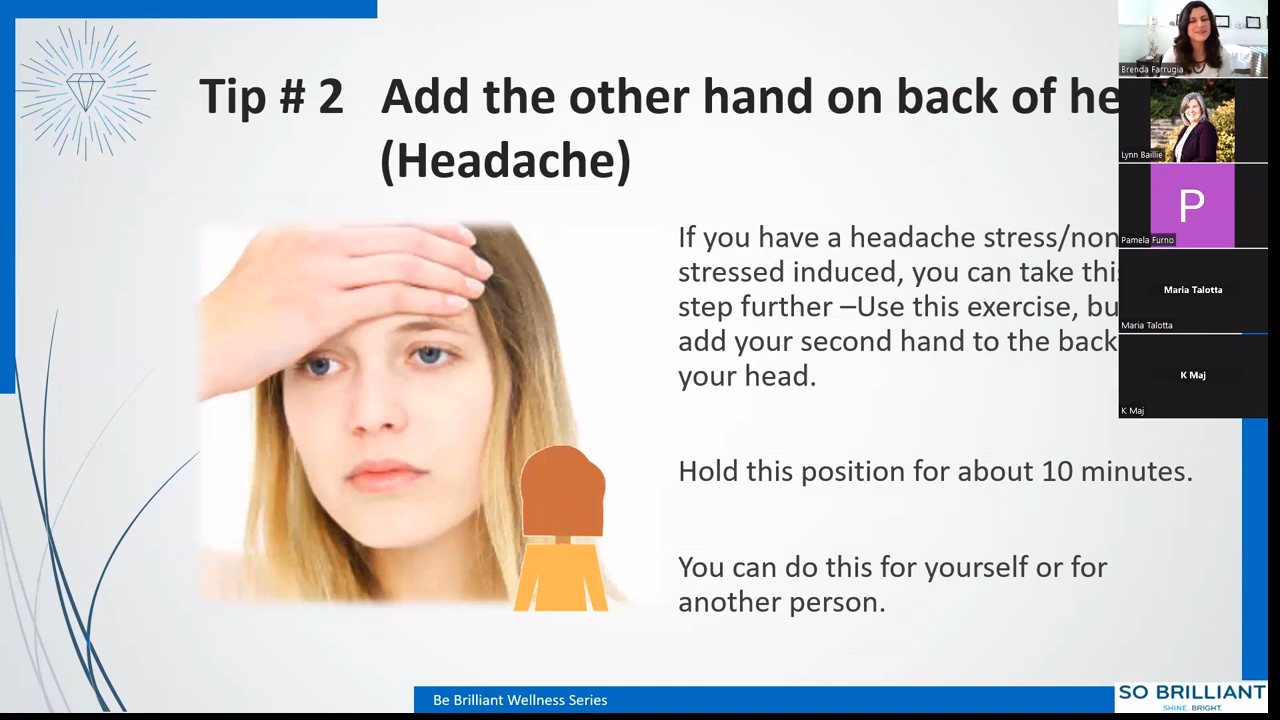 Tip # 2 Add the other hand on back of he
(Headache)
If you have a headache stress/non
stressed induced, you can take this
step further –Use this exercise, bu
add your second hand to the back
your head.
Hold this position for about 10 minutes.
You can do this for yourself or for
another person.
Be Brilliant Wellness Series
SO BRILLIANT
SHINE. BRIGHT.
Brenda Farrugia
Lynn Baillie
P
Pamela Furno
Maria Talotta
Maria Talotta
K Maj
K Maj